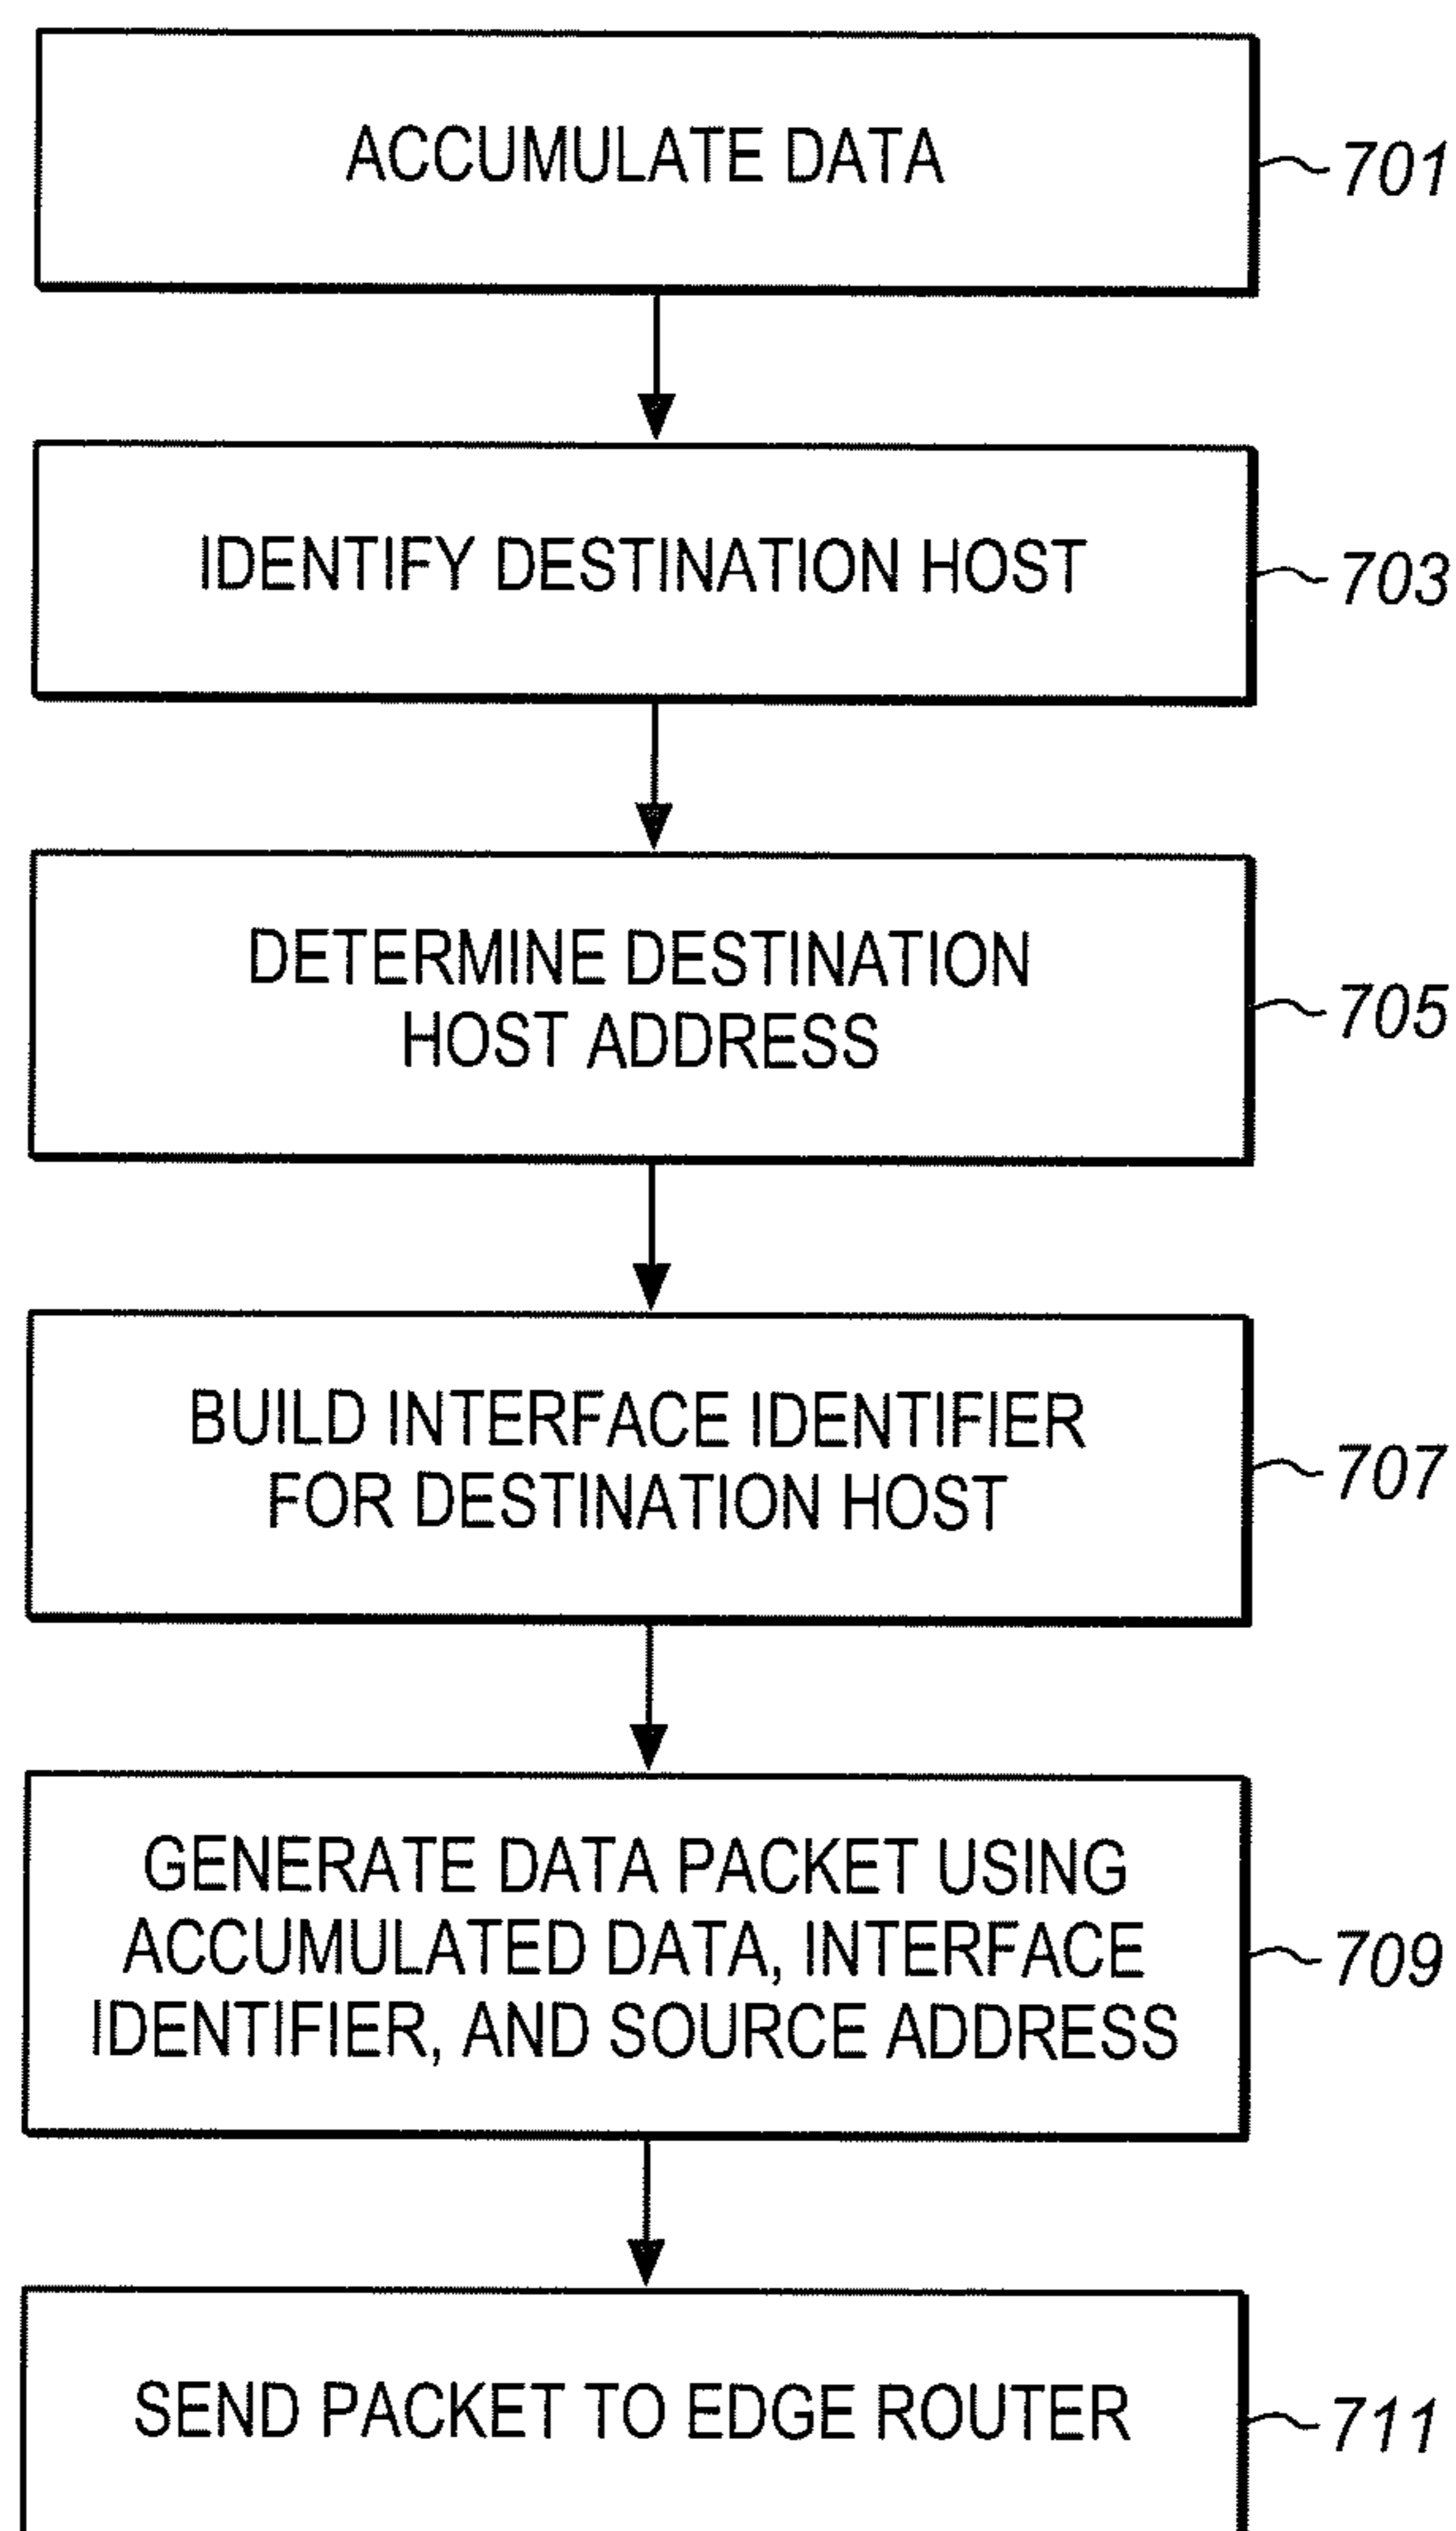 ACCUMULATE DATA
701
IDENTIFY DESTINATION HOST
703
DETERMINE DESTINATION
HOST ADDRESS
705
BUILD INTERFACE IDENTIFIER
FOR DESTINATION HOST
707
GENERATE DATA PACKET USING
ACCUMULATED DATA, INTERFACE
IDENTIFIER, AND SOURCE ADDRESS
709
SEND PACKET TO EDGE ROUTER
711